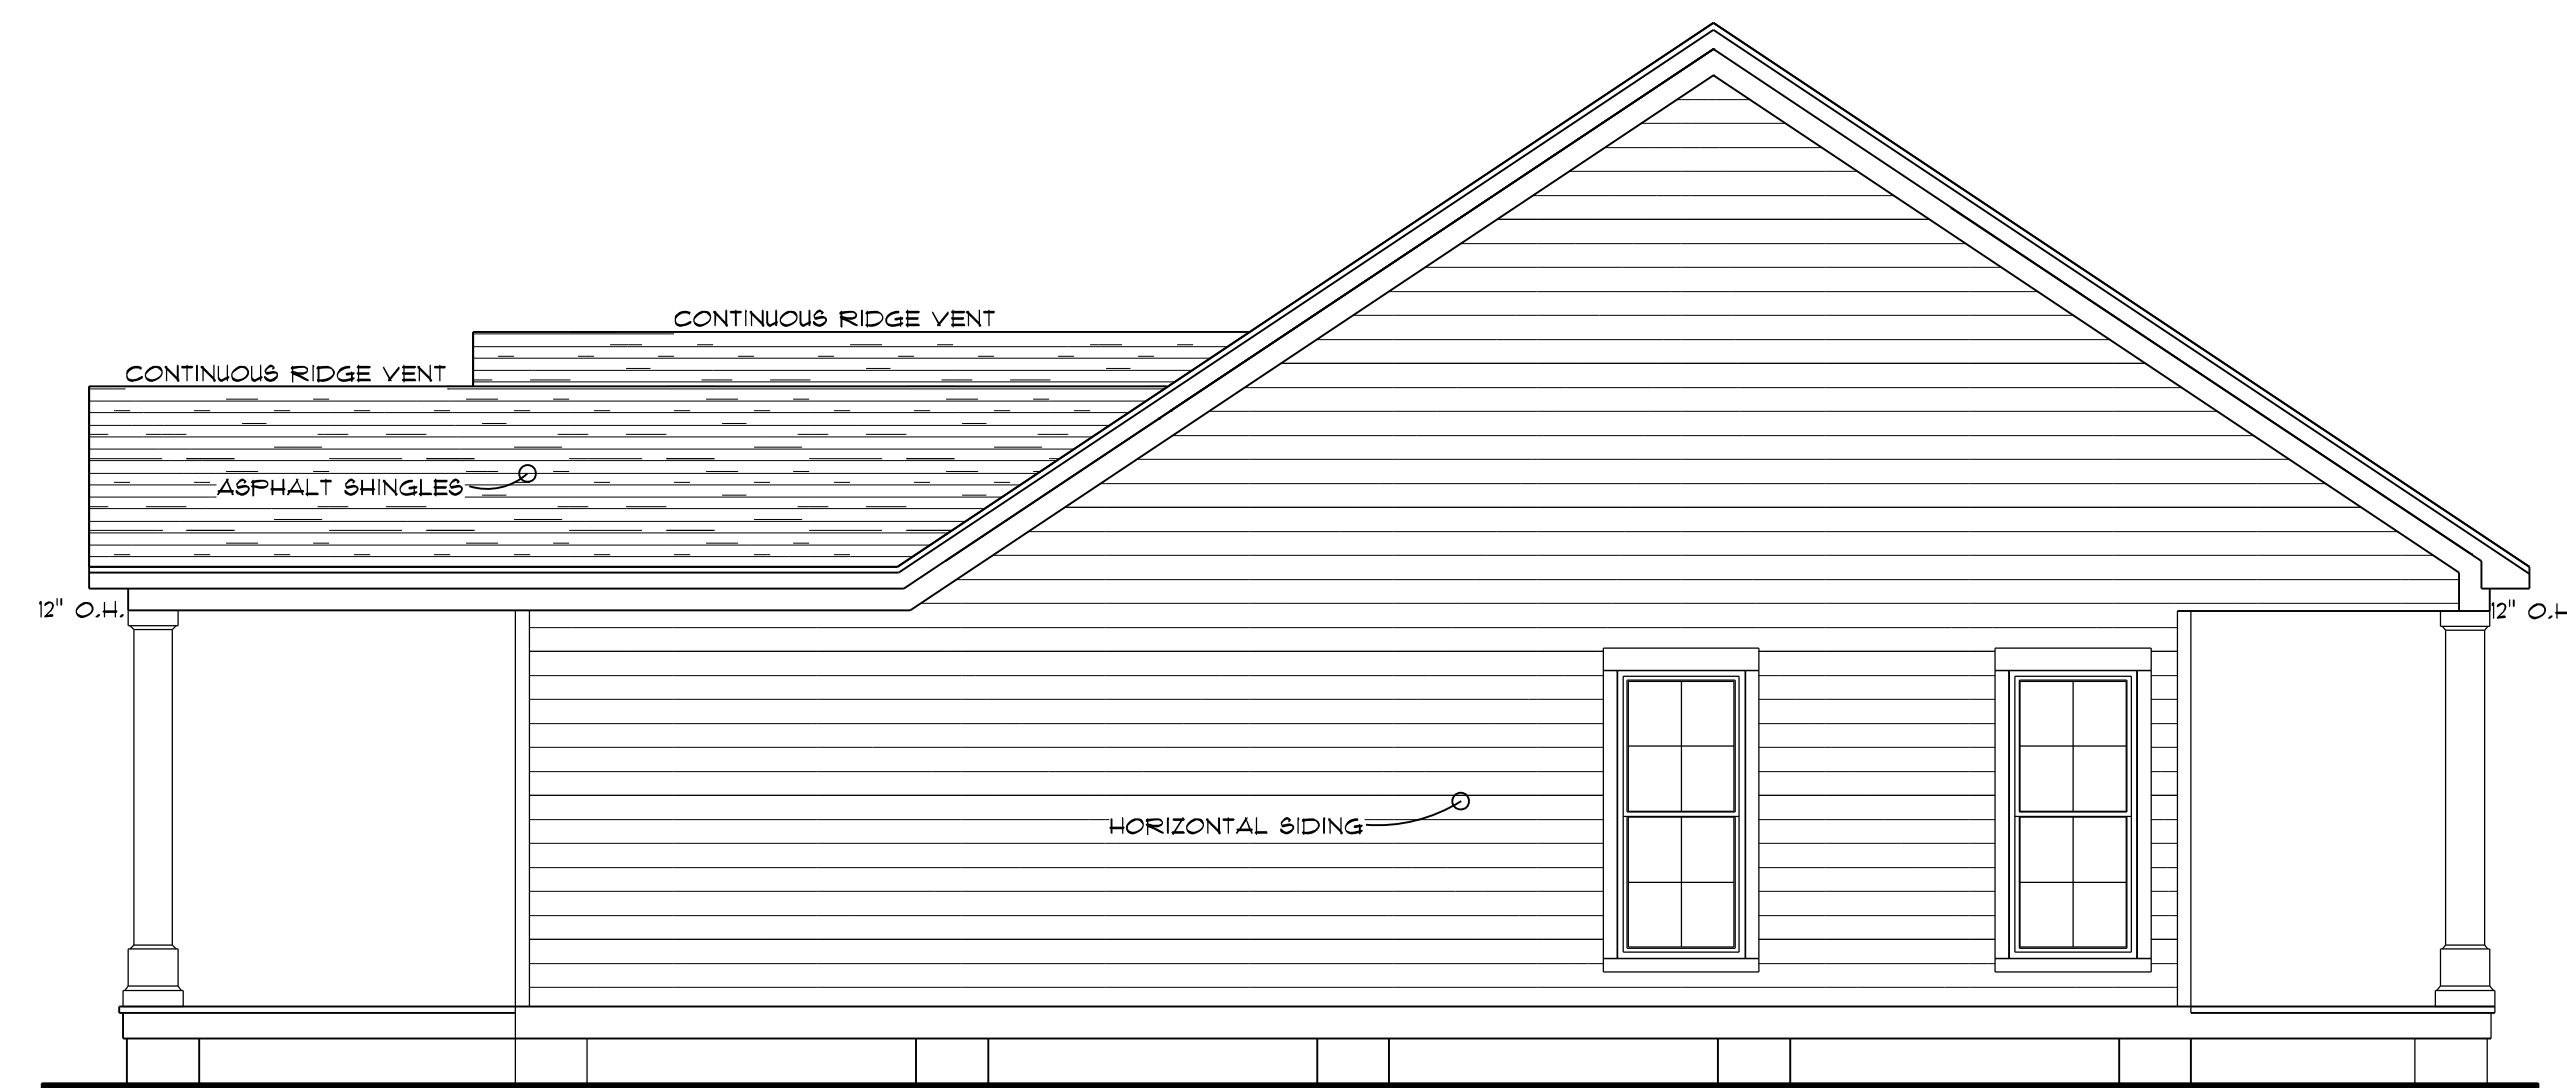 CONTINUOUS RIDGE VENT
CONTINUOUS RIDGE VENT
ASPHALT SHINGLES
12" O.H.
12" O.H
HORIZONTAL SIDING